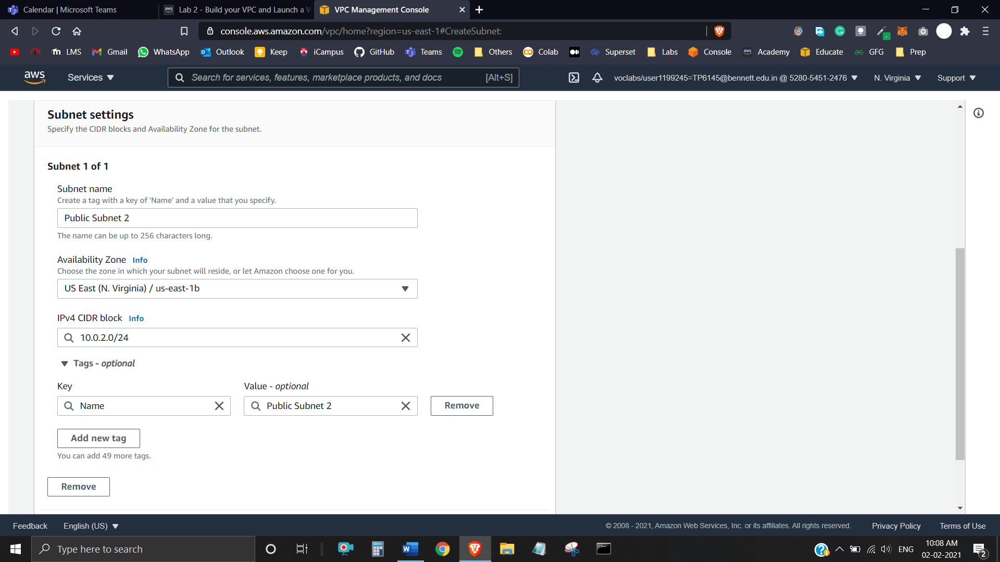 Calendar | Microsoft Teams
Lab 2 - Build your VPC and Launch a W
VPC Management Console
console.aws.amazon.com/vpc/home?region=us-east-1#CreateSubnet:
LMS
Gmail
WhatsApp
Outlook
Keep
iCampus
GitHub
Teams
Others
Colab
Superset
Labs
Console
Academy
Educate
GFG
Prep
aws
Services
Search for services, features, marketplace products, and docs
[Alt+S]
voclabs/user1199245=TP6145@bennett.edu.in @ 5280-5451-2476
N. Virginia
Support
Subnet settings
Specify the CIDR blocks and Availability Zone for the subnet.
Subnet 1 of 1
Subnet name
Create a tag with a key of 'Name' and a value that you specify.
Public Subnet 2
The name can be up to 256 characters long.
Availability Zone Info
Choose the zone in which your subnet will reside, or let Amazon choose one for you.
US East (N. Virginia) / us-east-1b
IPv4 CIDR block Info
10.0.2.0/24
Tags - optional
Key
Value - optional
Name
Public Subnet 2
Remove
Add new tag
You can add 49 more tags.
Remove
Feedback
English (US)
© 2008 - 2021, Amazon Web Services, Inc. or its affiliates. All rights reserved.
Privacy Policy
Terms of Use
Type here to search
ENG
10:08 AM
02-02-2021
2